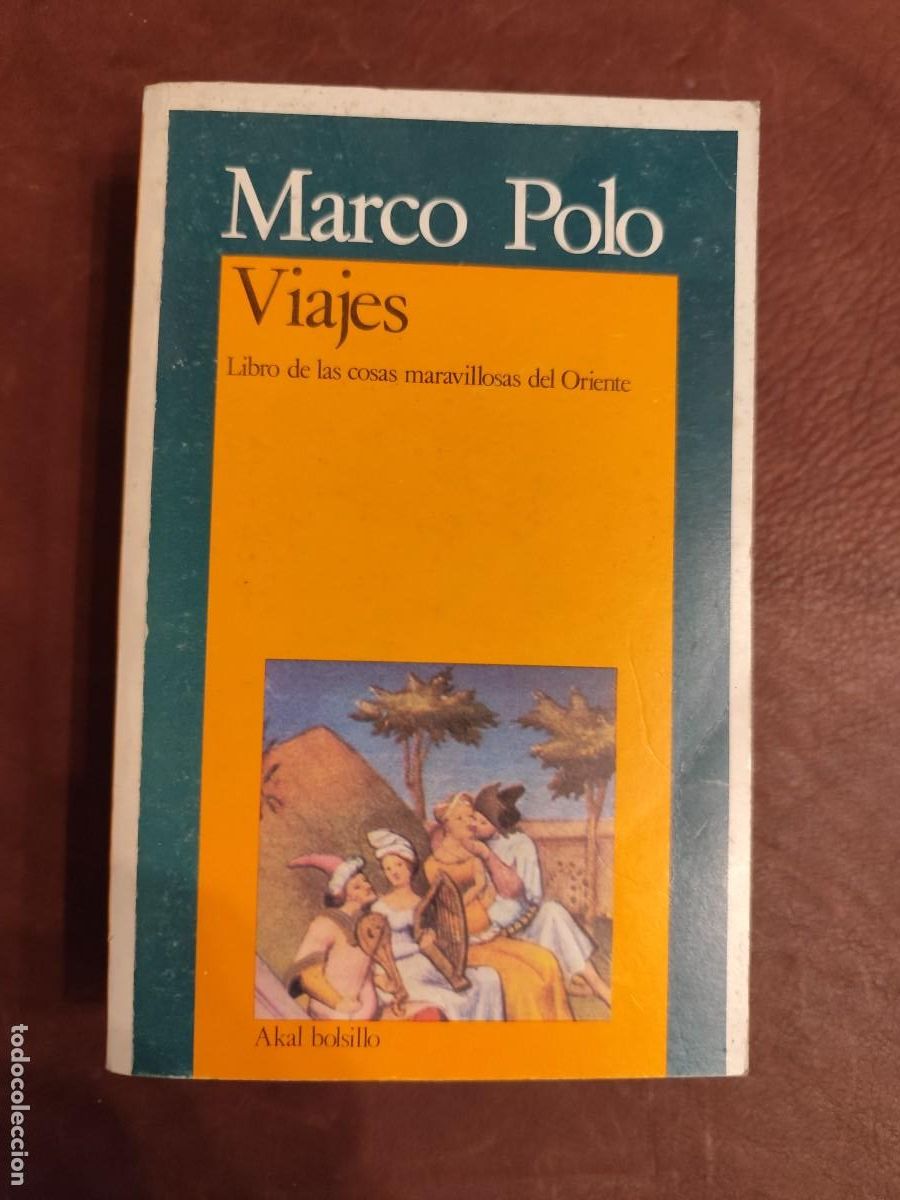 Marco Polo
Viajes
Libro de las cosas maravillosas del Oriente
Akal bolsillo
todocoleccion